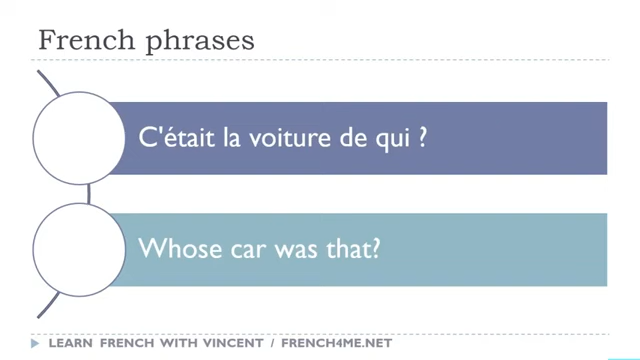 French phrases
C'était la voiture de qui ?
Whose car was that?
LEARN FRENCH WITH VINCENT / FRENCH4ME.NET